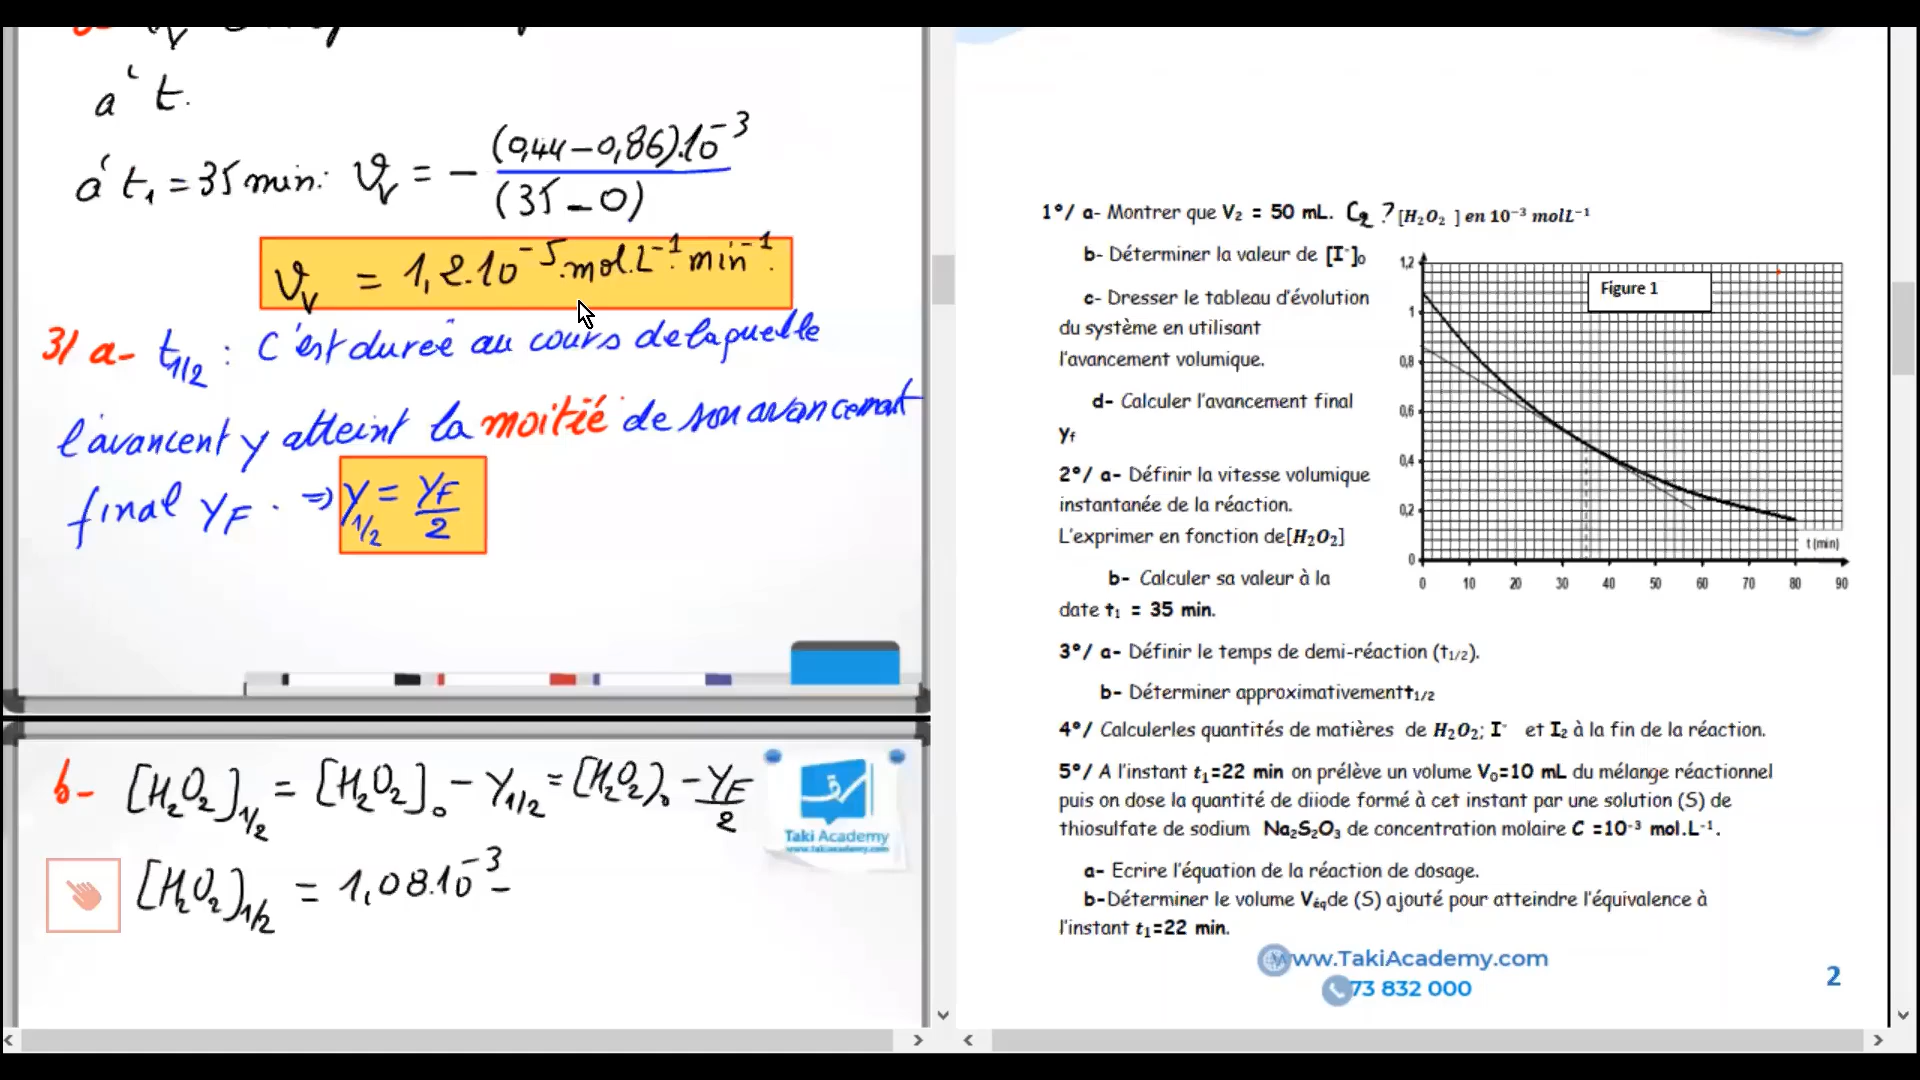 à t.
à t₁ = 35 min: 𝒱ᵥ = − (0,44 − 0,86).10⁻³ / (35 − 0)
𝒱ᵥ = 1,2.10⁻⁵.mol.L⁻¹.min⁻¹.
3/ a- t1/2 : C'est durée au cours de laquelle
l'avancent y atteint la moitié de son avancement
final yF . ⇒ y1/2 = yF/2
b- [H₂O₂]1/2 = [H₂O₂]₀ − y1/2 = [H₂O₂]₀ − yF/2
[H₂O₂]1/2 = 1,08.10⁻³ −
Taki Academy
www.takiacademy.com
1°/ a- Montrer que V₂ = 50 mL. C₂ ?
b- Déterminer la valeur de [I⁻]₀
c- Dresser le tableau d'évolution
du système en utilisant
l'avancement volumique.
d- Calculer l'avancement final
yf
2°/ a- Définir la vitesse volumique
instantanée de la réaction.
L'exprimer en fonction de[H₂O₂]
b- Calculer sa valeur à la
date t₁ = 35 min.
[H₂O₂ ] en 10⁻³ molL⁻¹
Figure 1
1,2
1
0,8
0,6
0,4
0,2
0
t (min)
0 10 20 30 40 50 60 70 80 90
3°/ a- Définir le temps de demi-réaction (t1/2).
b- Déterminer approximativementt1/2
4°/ Calculerles quantités de matières de H₂O₂; I⁻ et I₂ à la fin de la réaction.
5°/ A l'instant t₁=22 min on prélève un volume V₀=10 mL du mélange réactionnel
puis on dose la quantité de diiode formé à cet instant par une solution (S) de
thiosulfate de sodium Na₂S₂O₃ de concentration molaire C =10⁻³ mol.L⁻¹.
a- Ecrire l'équation de la réaction de dosage.
b-Déterminer le volume Véqde (S) ajouté pour atteindre l'équivalence à
l'instant t₁=22 min.
www.TakiAcademy.com
73 832 000
2